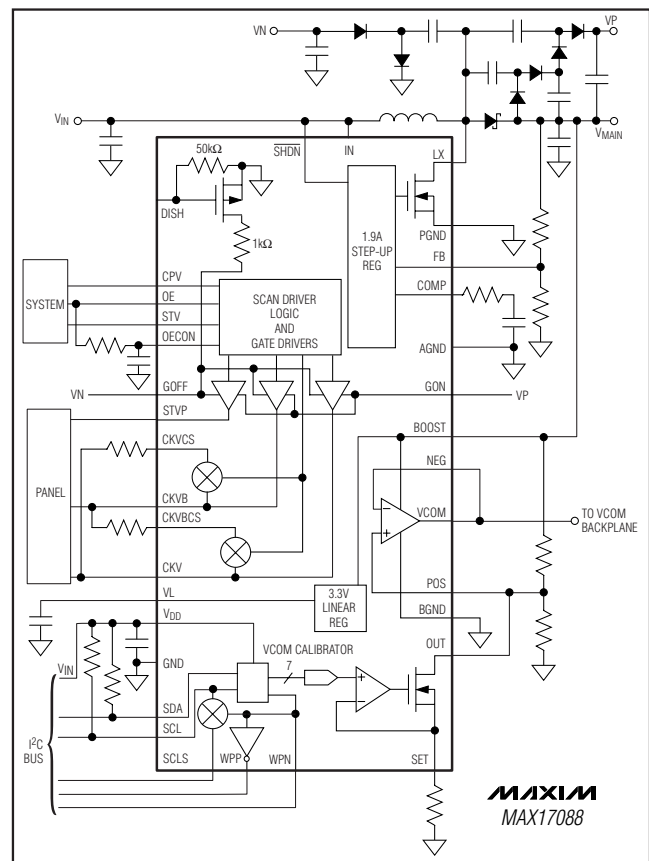 VN
VP
VIN
VMAIN
50kΩ
SHDN
IN
LX
DISH
1kΩ
1.9A
STEP-UP
REG
PGND
FB
COMP
AGND
SYSTEM
CPV
OE
STV
OECON
SCAN DRIVER
LOGIC
AND
GATE DRIVERS
VN
GOFF
GON
VP
STVP
BOOST
PANEL
CKVCS
NEG
CKVB
VCOM
TO VCOM
BACKPLANE
CKVBCS
CKV
POS
VL
3.3V
LINEAR
REG
BGND
VDD
VIN
GND
VCOM CALIBRATOR
7
OUT
SDA
SCL
I²C
BUS
SCLS
WPP
WPN
SET
MAXIM
MAX17088